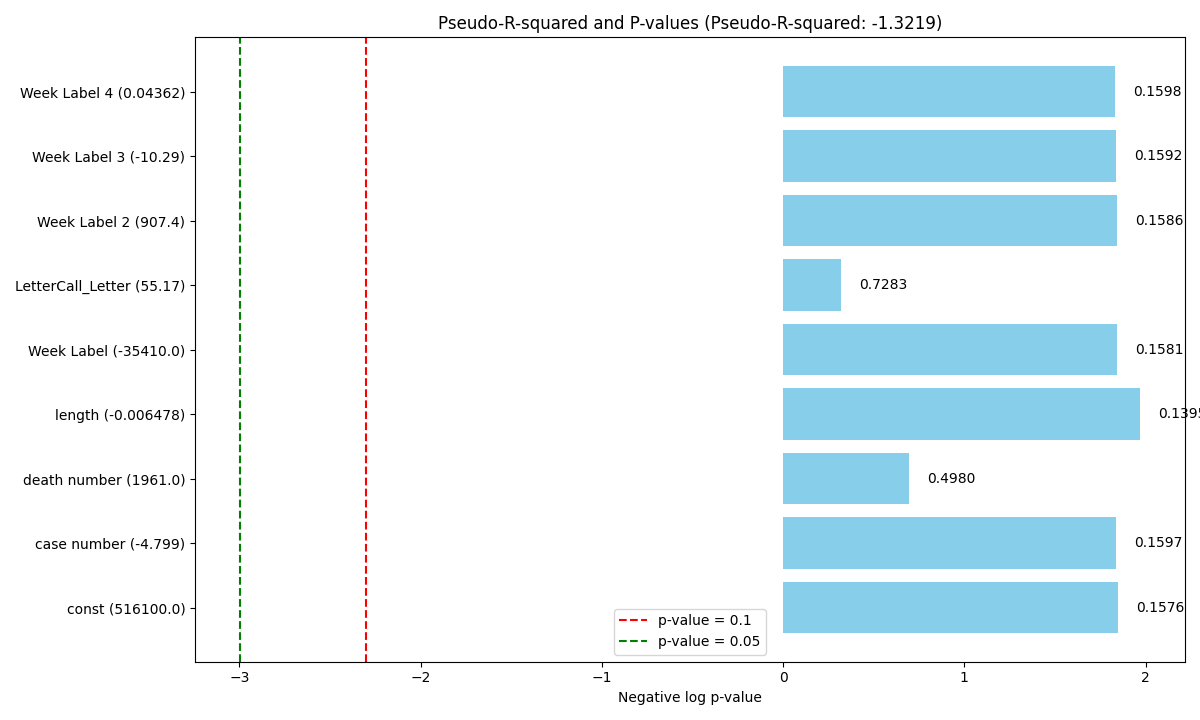 Pseudo-R-squared and P-values (Pseudo-R-squared: -1.3219)
Week Label 4 (0.04362) 0.1598
Week Label 3 (-10.29) 0.1592
Week Label 2 (907.4) 0.1586
LetterCall_Letter (55.17) 0.7283
Week Label (-35410.0) 0.1581
length (-0.006478) 0.1395
death number (1961.0) 0.4980
case number (-4.799) 0.1597
const (516100.0) 0.1576
p-value = 0.1
p-value = 0.05
−3 −2 −1 0 1 2
Negative log p-value